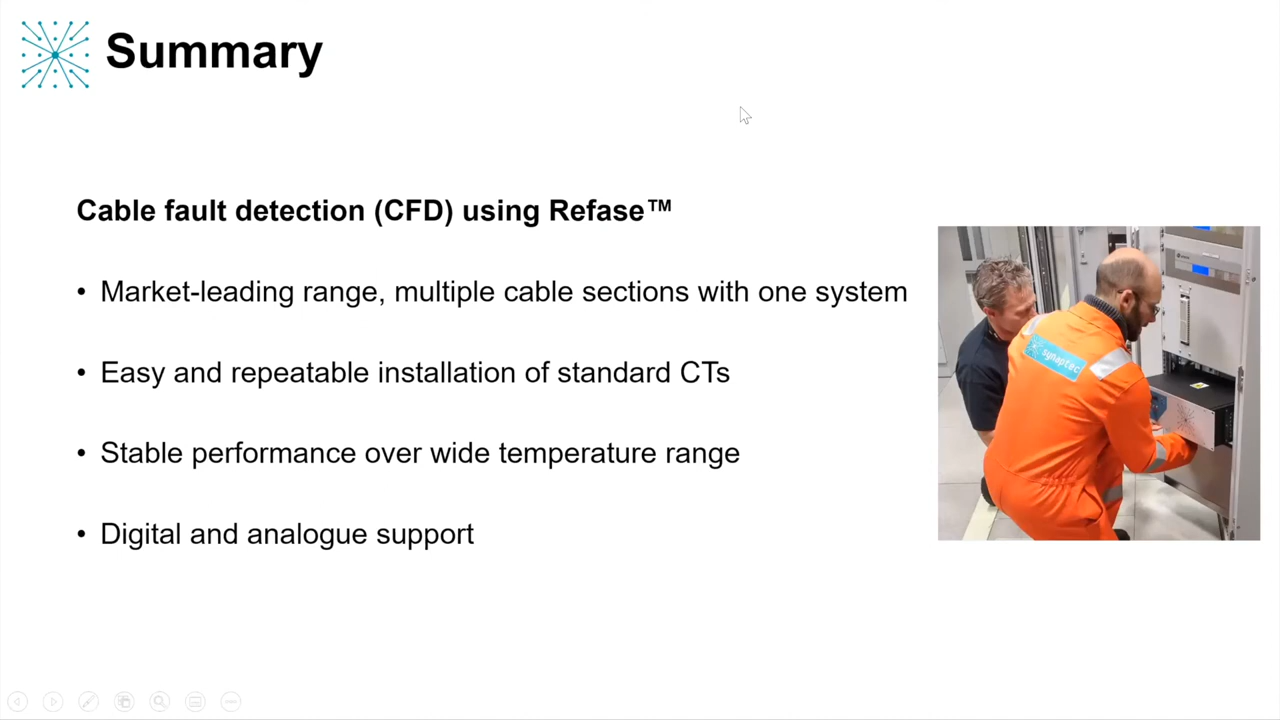 Summary
Cable fault detection (CFD) using Refase™
• Market-leading range, multiple cable sections with one system
• Easy and repeatable installation of standard CTs
• Stable performance over wide temperature range
• Digital and analogue support
synaptec